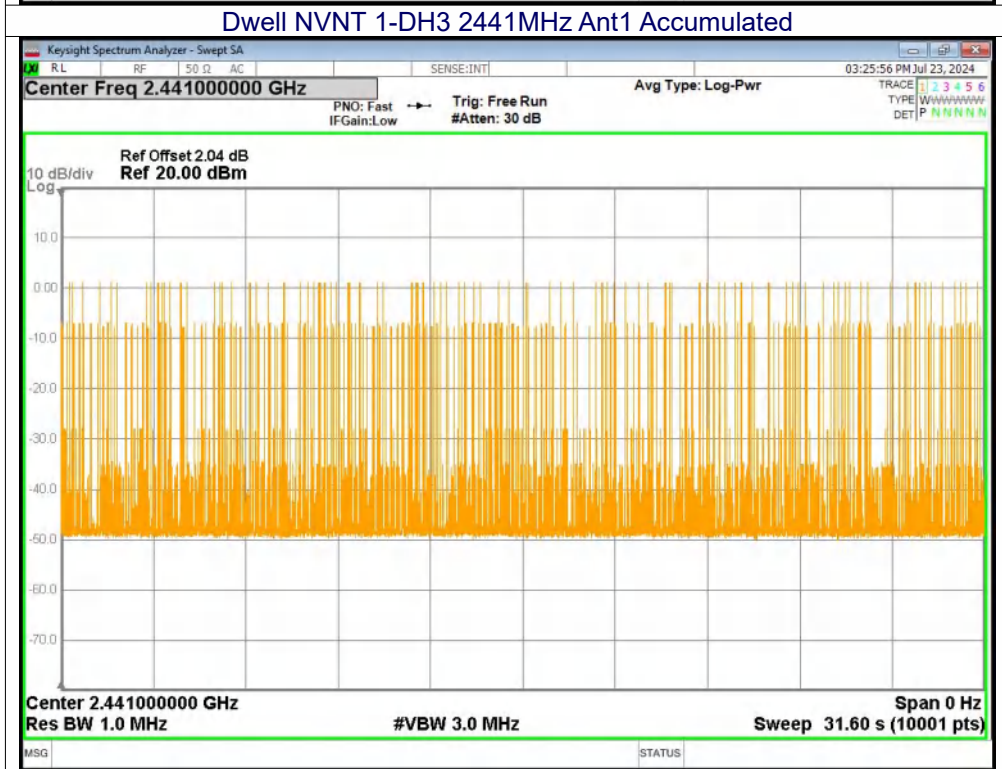 Dwell NVNT 1-DH3 2441MHz Ant1 Accumulated
Keysight Spectrum Analyzer - Swept SA
LXI RL RF 50 Ω AC SENSE:INT 03:25:56 PM Jul 23, 2024
Center Freq 2.441000000 GHz Avg Type: Log-Pwr TRACE 1 2 3 4 5 6
PNO: Fast Trig: Free Run TYPE WWWWWW
IFGain:Low #Atten: 30 dB DET P N N N N N
Ref Offset 2.04 dB
10 dB/div Ref 20.00 dBm
Log
10.0
0.00
-10.0
-20.0
-30.0
-40.0
-50.0
-60.0
-70.0
Center 2.441000000 GHz Span 0 Hz
Res BW 1.0 MHz #VBW 3.0 MHz Sweep 31.60 s (10001 pts)
MSG STATUS